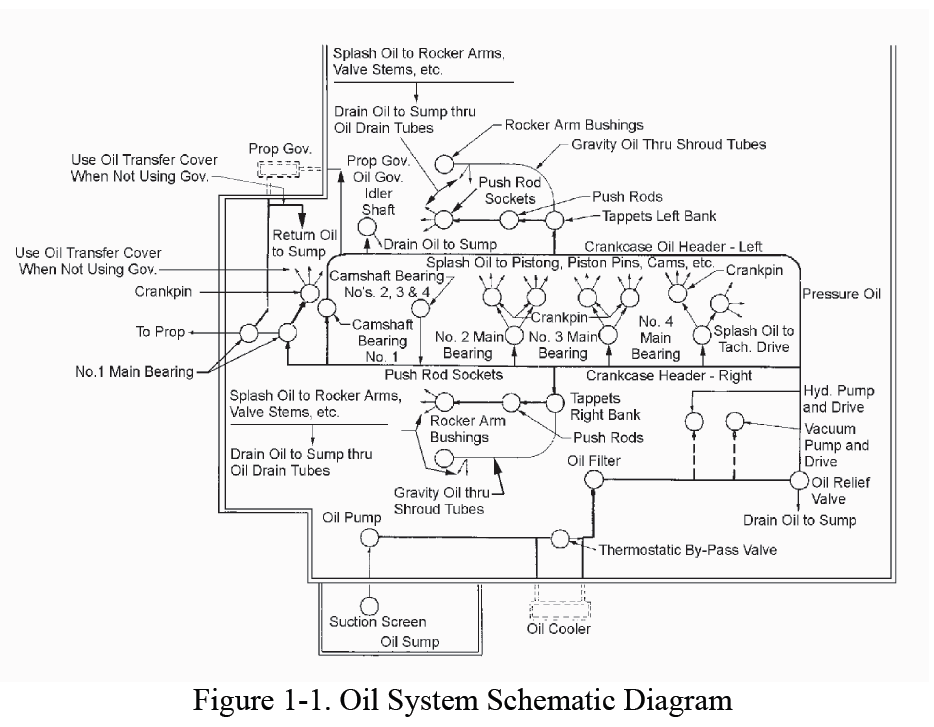 Splash Oil to Rocker Arms,
Valve Stems, etc.
Drain Oil to Sump thru
Oil Drain Tubes
Rocker Arm Bushings
Gravity Oil Thru Shroud Tubes
Prop Gov.
Use Oil Transfer Cover
When Not Using Gov.
Prop Gov.
Oil Gov.
Idler
Shaft
Push Rod
Sockets
Push Rods
Tappets Left Bank
Return Oil
to Sump
Drain Oil to Sump
Crankcase Oil Header - Left
Use Oil Transfer Cover
When Not Using Gov.
Splash Oil to Pistong, Piston Pins, Cams, etc.
Camshaft Bearing
No's. 2, 3 & 4
Crankpin
Crankpin
Pressure Oil
Crankpin
To Prop
Camshaft
Bearing
No. 1
No. 2 Main
Bearing
No. 3 Main
Bearing
No. 4
Main
Bearing
Splash Oil to
Tach. Drive
No.1 Main Bearing
Push Rod Sockets
Crankcase Header - Right
Splash Oil to Rocker Arms,
Valve Stems, etc.
Tappets
Right Bank
Hyd. Pump
and Drive
Rocker Arm
Bushings
Push Rods
Vacuum
Pump and
Drive
Drain Oil to Sump thru
Oil Drain Tubes
Oil Filter
Oil Relief
Valve
Gravity Oil thru
Shroud Tubes
Drain Oil to Sump
Oil Pump
Thermostatic By-Pass Valve
Suction Screen
Oil Sump
Oil Cooler
Figure 1-1. Oil System Schematic Diagram